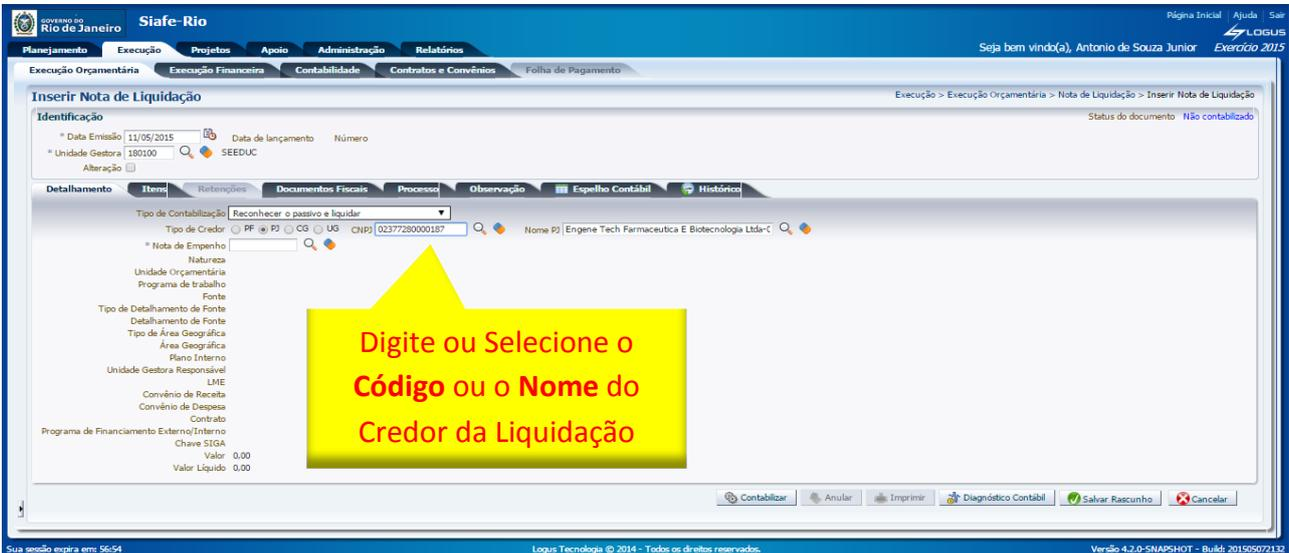 GOVERNO DO
Rio de Janeiro
Siafe-Rio
Página Inicial | Ajuda | Sair
LOGUS
Planejamento Execução Projetos Apoio Administração Relatórios
Seja bem vindo(a), Antonio de Souza Junior Exercício 2015
Execução Orçamentária Execução Financeira Contabilidade Contratos e Convênios Folha de Pagamento
Inserir Nota de Liquidação
Execução > Execução Orçamentária > Nota de Liquidação > Inserir Nota de Liquidação
Identificação
Status do documento Não contabilizado
* Data Emissão 11/05/2015 Data de lançamento Número
* Unidade Gestora 180100 SEEDUC
Alteração
Detalhamento Itens Retenções Documentos Fiscais Processo Observação Espelho Contábil Histórico
Tipo de Contabilização Reconhecer o passivo e liquidar
Tipo de Credor PF PJ CG UG CNPJ 02377280000187 Nome PJ Engene Tech Farmaceutica E Biotecnologia Ltda-
* Nota de Empenho
Natureza
Unidade Orçamentária
Programa de trabalho
Fonte
Tipo de Detalhamento de Fonte
Detalhamento de Fonte
Tipo de Área Geográfica
Área Geográfica
Plano Interno
Unidade Gestora Responsável
LME
Convênio de Receita
Convênio de Despesa
Contrato
Programa de Financiamento Externo/Interno
Chave SIGA
Valor 0,00
Valor Líquido 0,00
Digite ou Selecione o
Código ou o Nome do
Credor da Liquidação
Contabilizar Anular Imprimir Diagnóstico Contábil Salvar Rascunho Cancelar
Sua sessão expira em: 56:54
Logus Tecnologia © 2014 - Todos os direitos reservados.
Versão 4.2.0-SNAPSHOT - Build: 201505072132